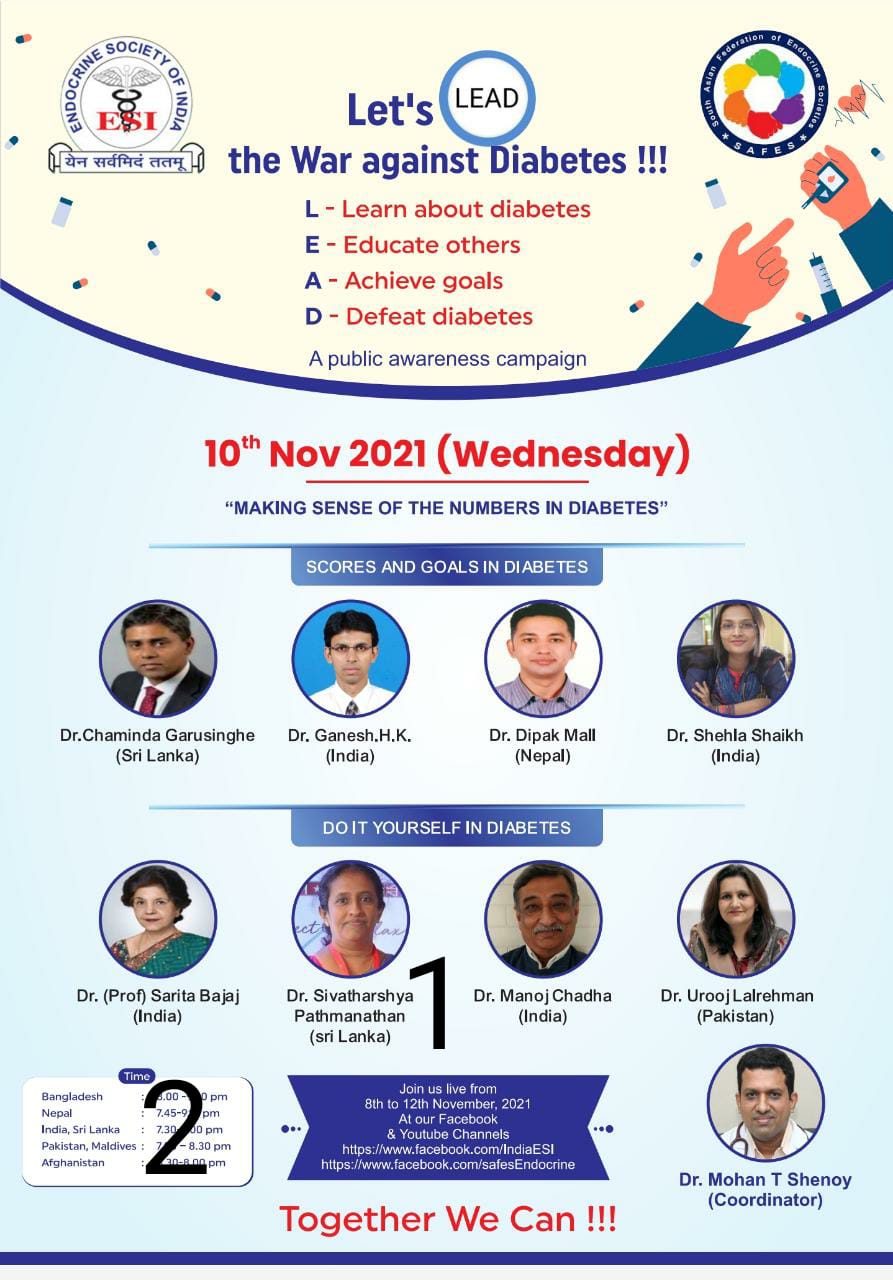 ENDOCRINE SOCIETY OF INDIA
ESI
येन सर्वमिदं ततमू
South Asian Federation of Endocrine Societies
SAFES
Let's LEAD
the War against Diabetes !!!
L - Learn about diabetes
E - Educate others
A - Achieve goals
D - Defeat diabetes
A public awareness campaign
10th Nov 2021 (Wednesday)
“MAKING SENSE OF THE NUMBERS IN DIABETES”
SCORES AND GOALS IN DIABETES
Dr.Chaminda Garusinghe
(Sri Lanka)
Dr. Ganesh.H.K.
(India)
Dr. Dipak Mall
(Nepal)
Dr. Shehla Shaikh
(India)
DO IT YOURSELF IN DIABETES
Dr. (Prof) Sarita Bajaj
(India)
Dr. Sivatharshya
Pathmanathan
(sri Lanka)
Dr. Manoj Chadha
(India)
Dr. Urooj Lalrehman
(Pakistan)
1
Time
Bangladesh : pm
Nepal : pm
India, Sri Lanka : pm
Pakistan, Maldives : – 8.30 pm
Afghanistan : pm
2
Join us live from
8th to 12th November, 2021
At our Facebook
& Youtube Channels
https://www.facebook.com/IndiaESI
https://www.facebook.com/safesEndocrine
Dr. Mohan T Shenoy
(Coordinator)
Together We Can !!!